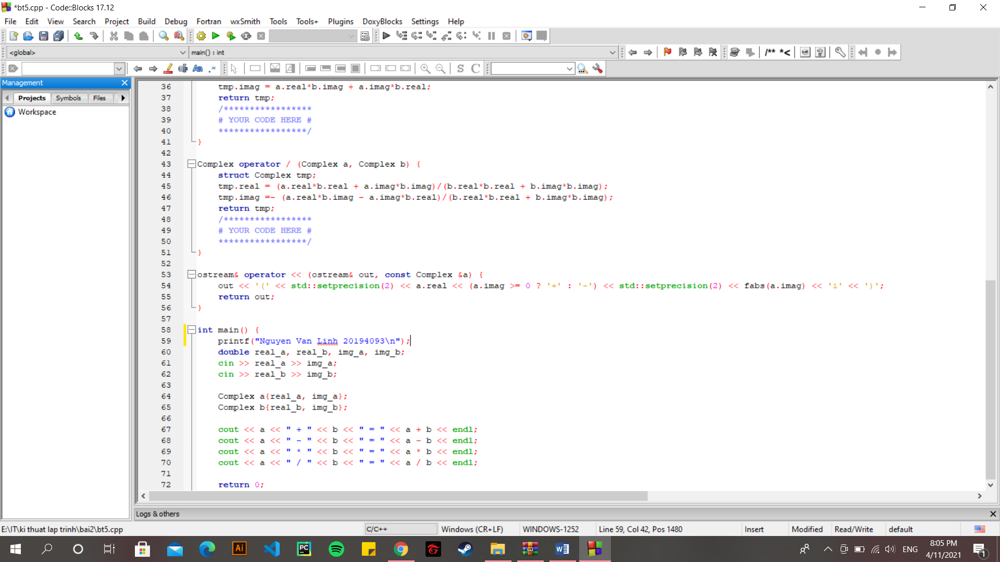 *bt5.cpp - Code::Blocks 17.12
File Edit View Search Project Build Debug Fortran wxSmith Tools Tools+ Plugins DoxyBlocks Settings Help
<global> main() : int /** *<
Aa .* S C
Management
Projects Symbols Files
Workspace
36 tmp.imag = a.real*b.imag + a.imag*b.real;
37 return tmp;
38 /*****************
39 # YOUR CODE HERE #
40 *****************/
41 }
42
43 Complex operator / (Complex a, Complex b) {
44 struct Complex tmp;
45 tmp.real = (a.real*b.real + a.imag*b.imag)/(b.real*b.real + b.imag*b.imag);
46 tmp.imag =- (a.real*b.imag - a.imag*b.real)/(b.real*b.real + b.imag*b.imag);
47 return tmp;
48 /*****************
49 # YOUR CODE HERE #
50 *****************/
51 }
52
53 ostream& operator << (ostream& out, const Complex &a) {
54 out << '(' << std::setprecision(2) << a.real << (a.imag >= 0 ? '+' : '-') << std::setprecision(2) << fabs(a.imag) << 'i' << ')';
55 return out;
56 }
57
58 int main() {
59 printf("Nguyen Van Linh 20194093\n");
60 double real_a, real_b, img_a, img_b;
61 cin >> real_a >> img_a;
62 cin >> real_b >> img_b;
63
64 Complex a{real_a, img_a};
65 Complex b{real_b, img_b};
66
67 cout << a << " + " << b << " = " << a + b << endl;
68 cout << a << " - " << b << " = " << a - b << endl;
69 cout << a << " * " << b << " = " << a * b << endl;
70 cout << a << " / " << b << " = " << a / b << endl;
71
72 return 0;
Logs & others
E:\IT\ki thuat lap trinh\bai2\bt5.cpp C/C++ Windows (CR+LF) WINDOWS-1252 Line 59, Col 42, Pos 1480 Insert Modified Read/Write default
Ai PC W ENG 8:05 PM
4/11/2021 1